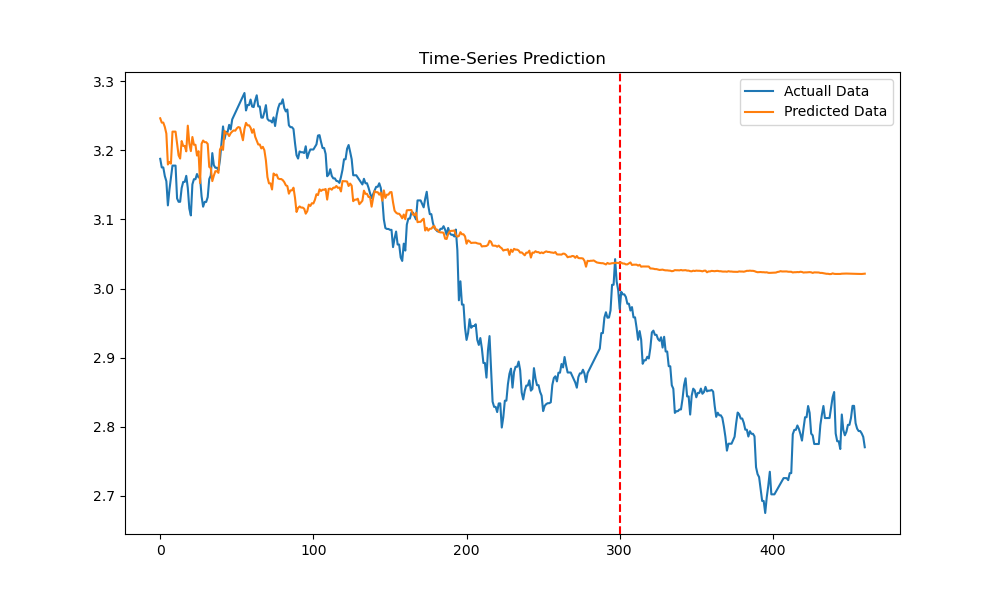 Time-Series Prediction
Actuall Data
Predicted Data
3.3
3.2
3.1
3.0
2.9
2.8
2.7
0 100 200 300 400